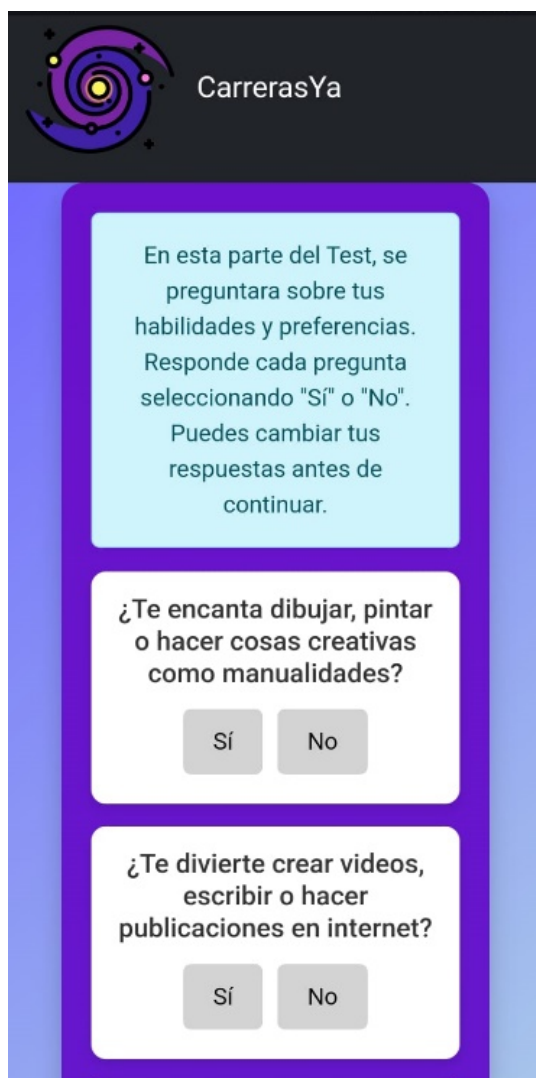 CarrerasYa
En esta parte del Test, se
preguntara sobre tus
habilidades y preferencias.
Responde cada pregunta
seleccionando "Sí" o "No".
Puedes cambiar tus
respuestas antes de
continuar.
¿Te encanta dibujar, pintar
o hacer cosas creativas
como manualidades?
Sí No
¿Te divierte crear videos,
escribir o hacer
publicaciones en internet?
Sí No